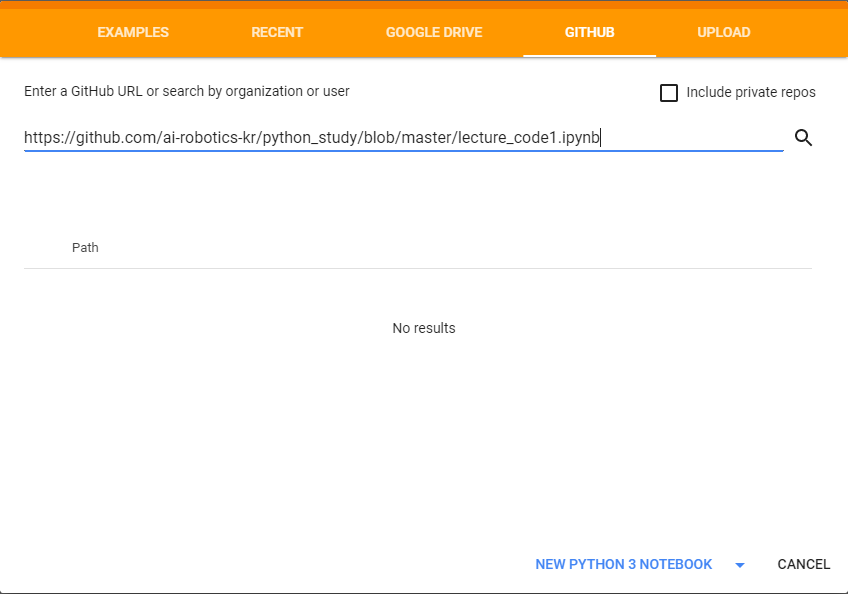 EXAMPLES RECENT GOOGLE DRIVE GITHUB UPLOAD
Enter a GitHub URL or search by organization or user Include private repos
https://github.com/ai-robotics-kr/python_study/blob/master/lecture_code1.ipynb
Path
No results
NEW PYTHON 3 NOTEBOOK CANCEL